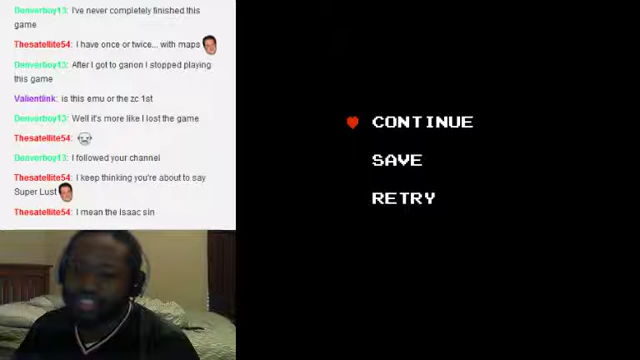 Denverboy13: I've never completely finished this
game
Thesatellite54: I have once or twice... with maps
Denverboy13: After I got to ganon I stopped playing
this game
Valientlink: is this emu or the zc 1st
Denverboy13: Well it's more like I lost the game
Thesatellite54:
Denverboy13: I followed your channel
Thesatellite54: I keep thinking you're about to say
Super Lust
Thesatellite54: I mean the Isaac sin
CONTINUE
SAVE
RETRY